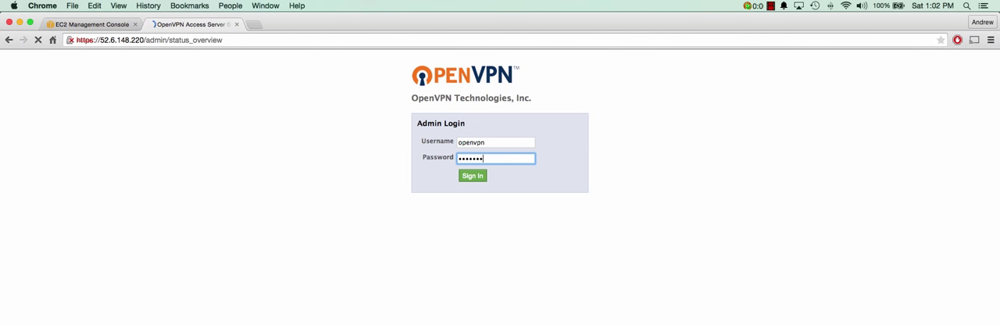 Chrome File Edit View History Bookmarks People Window Help 0:0 100% Sat 1:02 PM
EC2 Management Console OpenVPN Access Server Andrew
https://52.6.148.220/admin/status_overview
OPENVPN™
OpenVPN Technologies, Inc.
Admin Login
Username openvpn
Password •••••••
Sign In